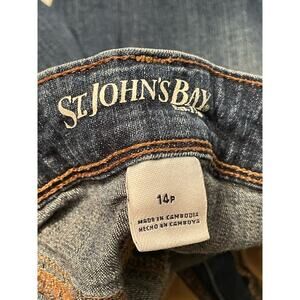 ST. JOHN'S BAY
14P
MADE IN CAMBODIA
HECHO EN CAMBOYA